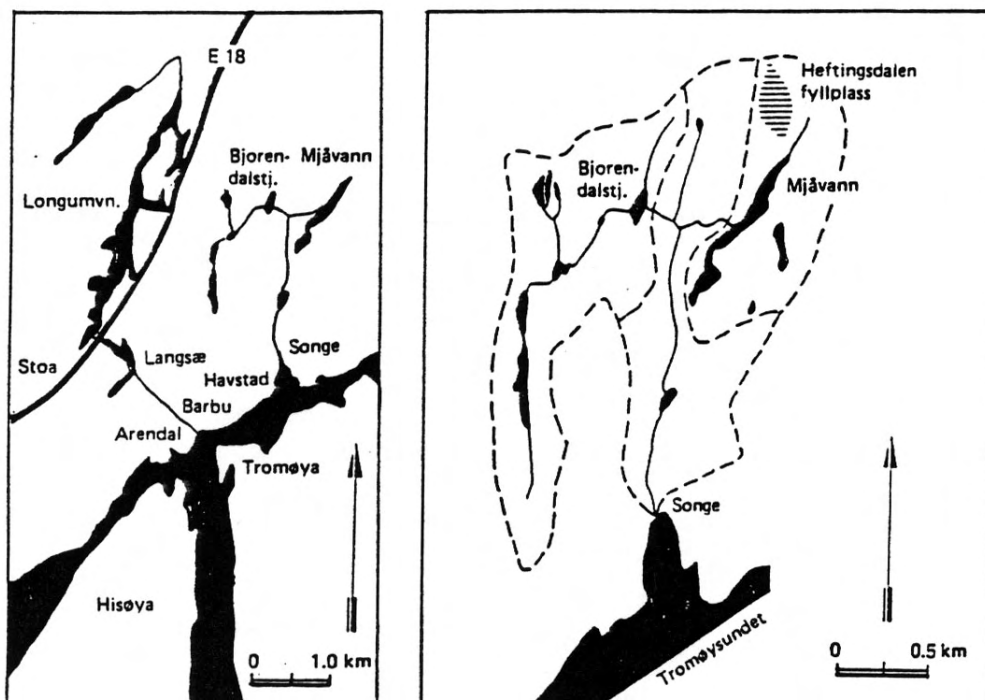 E 18
Bjoren-
dalstj.
Mjåvann
Longumvn.
Stoa
Langsæ
Songe
Havstad
Barbu
Arendal
Tromøya
Hisøya
0 1.0 km
Heftingsdalen
fyllplass
Bjoren-
dalstj.
Mjåvann
Songe
Tromøysundet
0 0.5 km